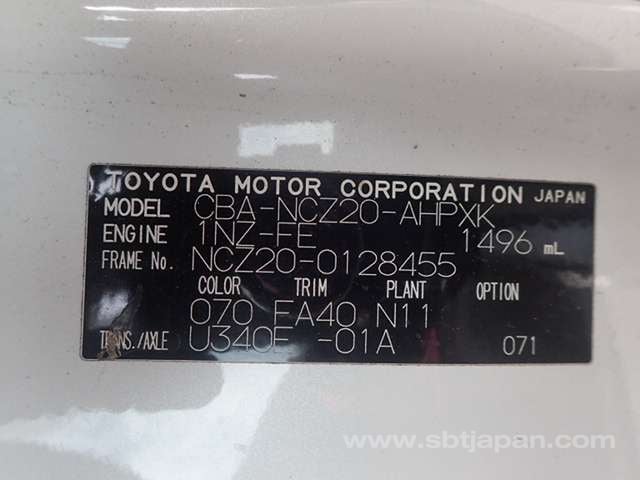 TOYOTA MOTOR CORPORATION JAPAN
MODEL CBA-NCZ20-AHPXK
ENGINE 1NZ-FE 1496 mL
FRAME No. NCZ20-0128455
COLOR TRIM PLANT OPTION
070 FA40 N11
TRANS./AXLE U340E -01A 071
www.sbtjapan.com